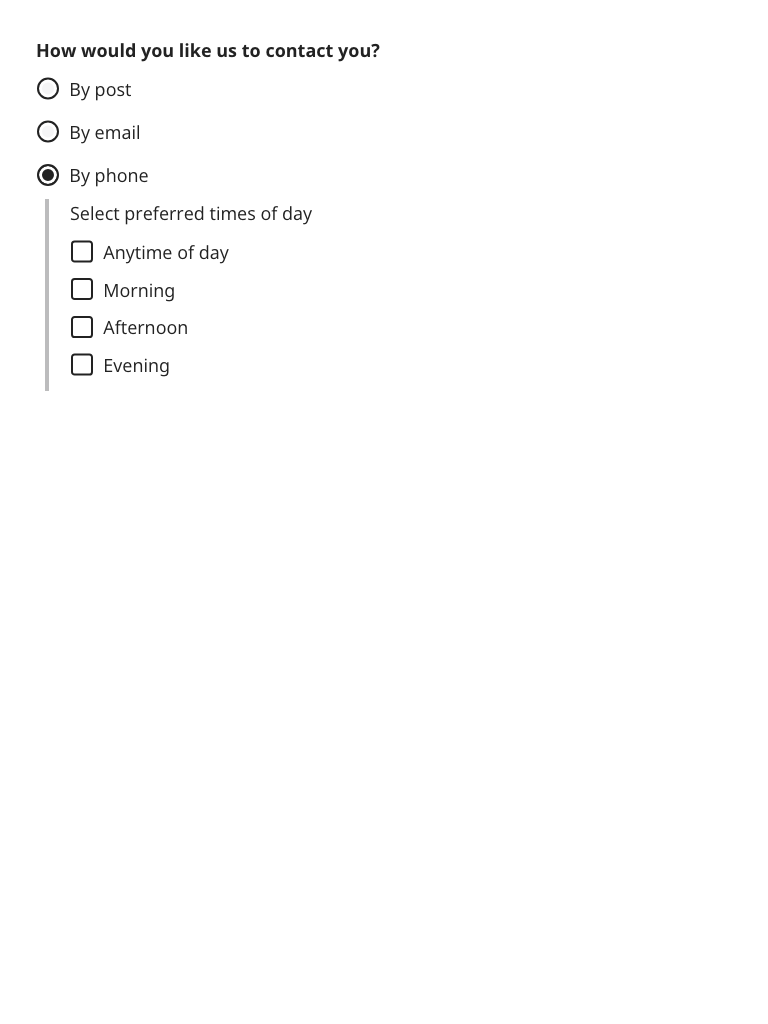 How would you like us to contact you?
By post
By email
By phone
Select preferred times of day
Anytime of day
Morning
Afternoon
Evening